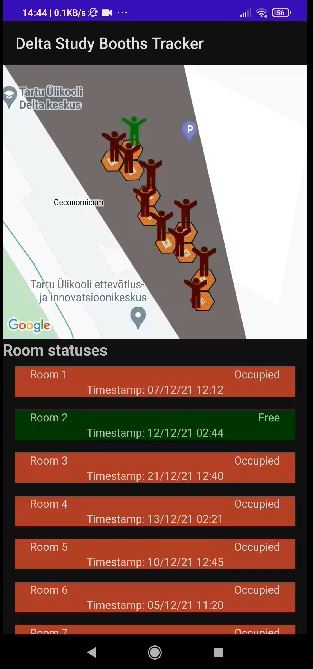 14:44 | 0.1KB/s ··· 56
Delta Study Booths Tracker
Tartu Ülikooli
Delta keskus
P
Oeconomicum
Tartu Ülikooli ettevõtlus-
ja innovatsioonikeskus
Google
Room statuses
Room 1 Occupied
Timestamp: 07/12/21 12:12
Room 2 Free
Timestamp: 12/12/21 02:44
Room 3 Occupied
Timestamp: 21/12/21 12:40
Room 4 Occupied
Timestamp: 13/12/21 02:21
Room 5 Occupied
Timestamp: 10/12/21 12:45
Room 6 Occupied
Timestamp: 05/12/21 11:20
Room 7 Occupied